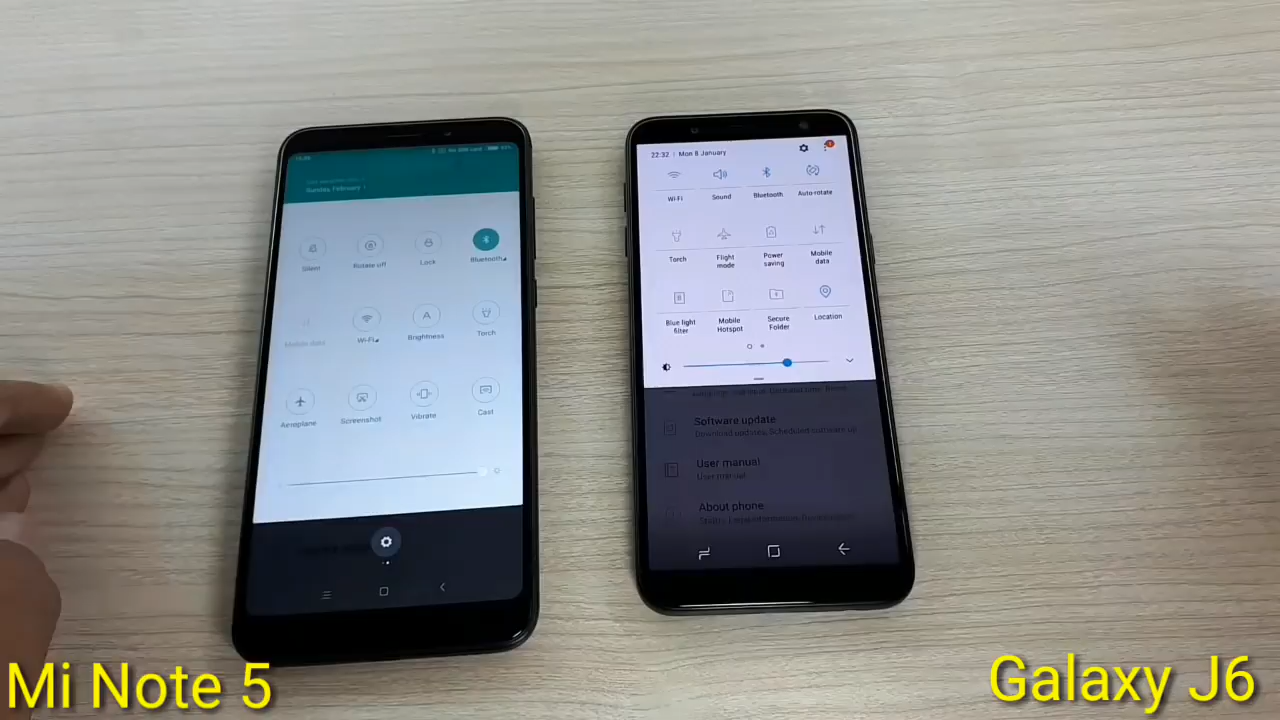 Sunday, February
Silent
Rotate off
Lock
Bluetooth
Mobile data
Wi-Fi
Brightness
Torch
Aeroplane
Screenshot
Vibrate
Cast
22:32 | Mon 8 January
Wi-Fi
Sound
Bluetooth
Auto rotate
Torch
Flight
mode
Power
saving
Mobile
data
Blue light
filter
Mobile
Hotspot
Secure
Folder
Location
Software update
Download updates, Scheduled software up
User manual
User manual
About phone
Mi Note 5
Galaxy J6